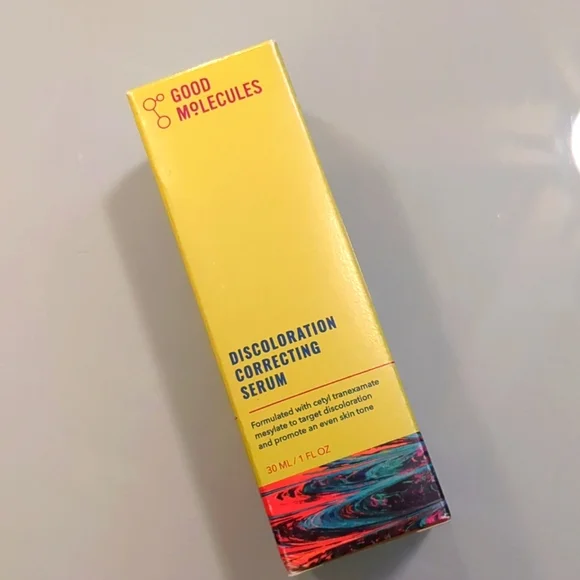 GOOD
MOLECULES
DISCOLORATION
CORRECTING
SERUM
Formulated with cetyl tranexamate
mesylate to target discoloration
and promote an even skin tone
30 ML / 1 FL OZ